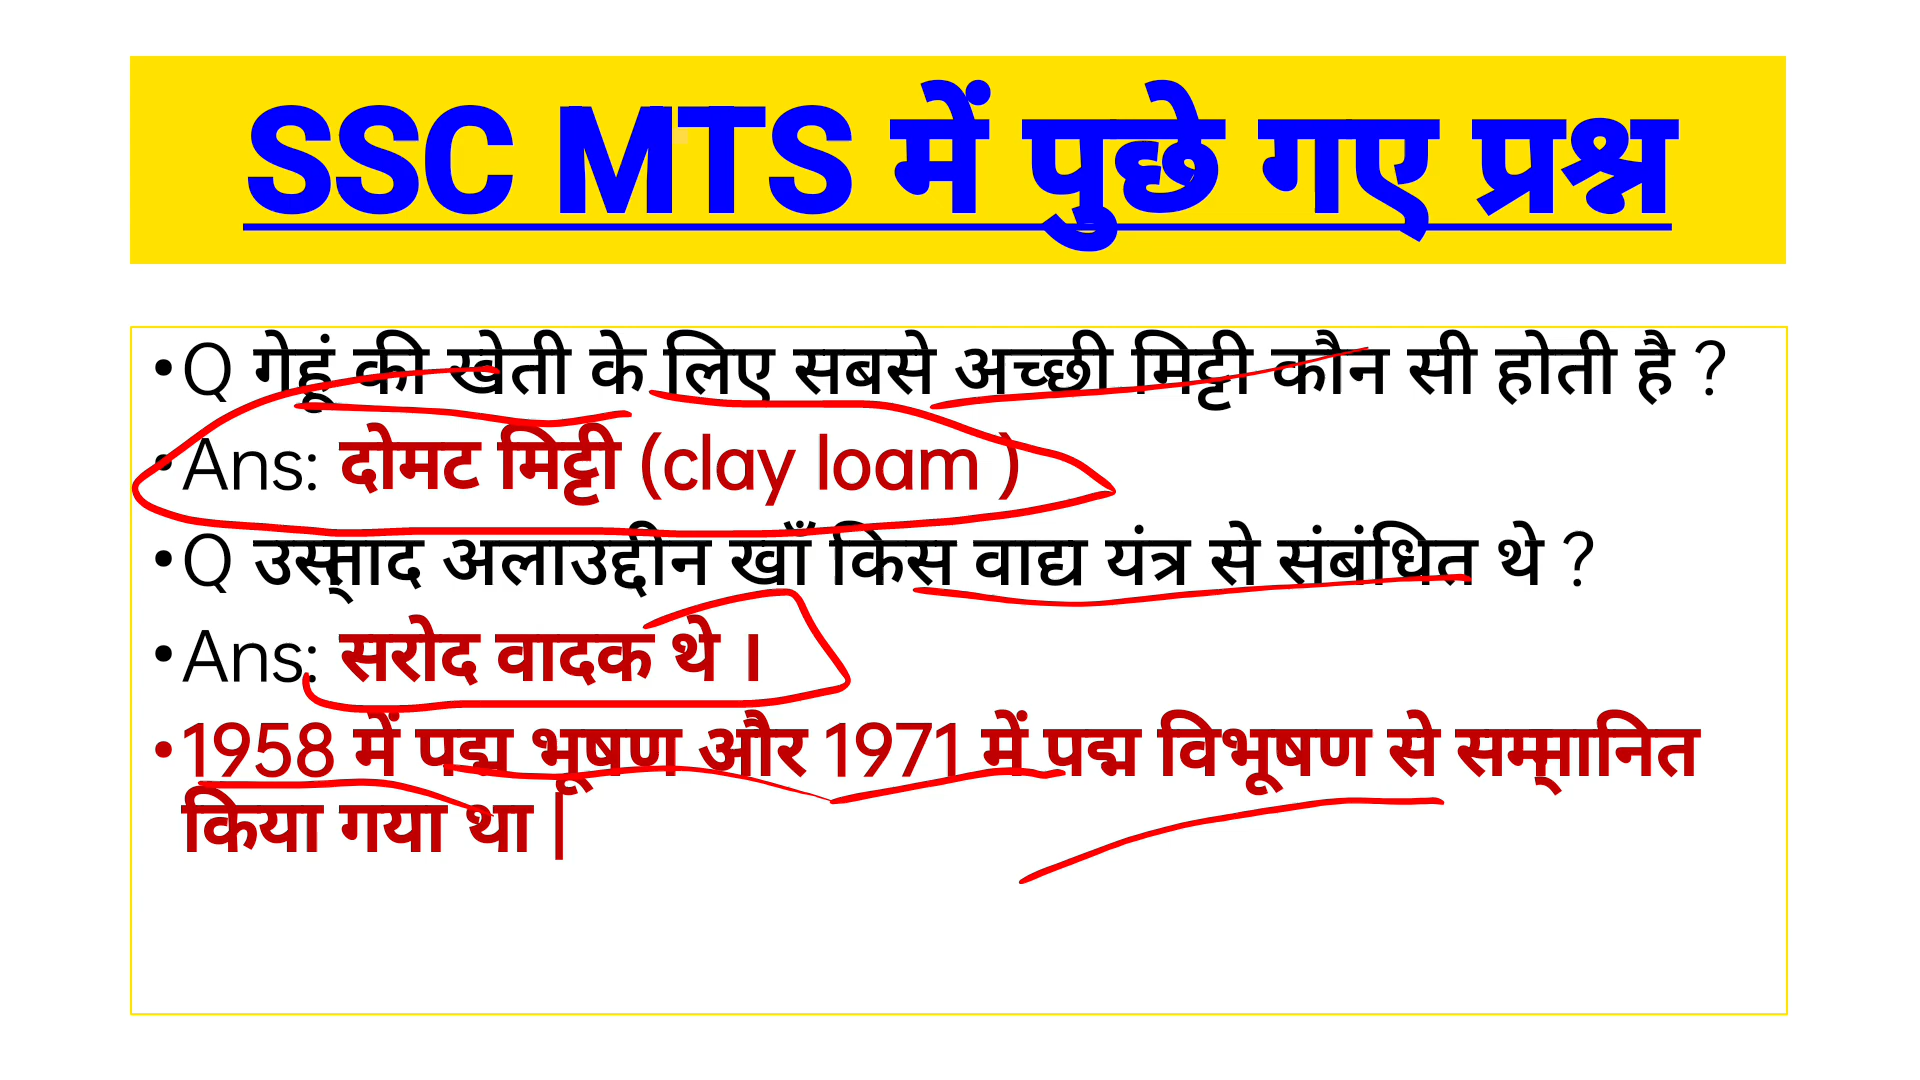 SSC MTS में पुछे गए प्रश्न
•Q गेहूं की खेती के लिए सबसे अच्छी मिट्टी कौन सी होती है ?
•Ans: दोमट मिट्टी (clay loam )
•Q उस्ताद अलाउद्दीन खाँ किस वाद्य यंत्र से संबंधित थे ?
•Ans: सरोद वादक थे ।
•1958 में पद्म भूषण और 1971 में पद्म विभूषण से सम्मानित
किया गया था |